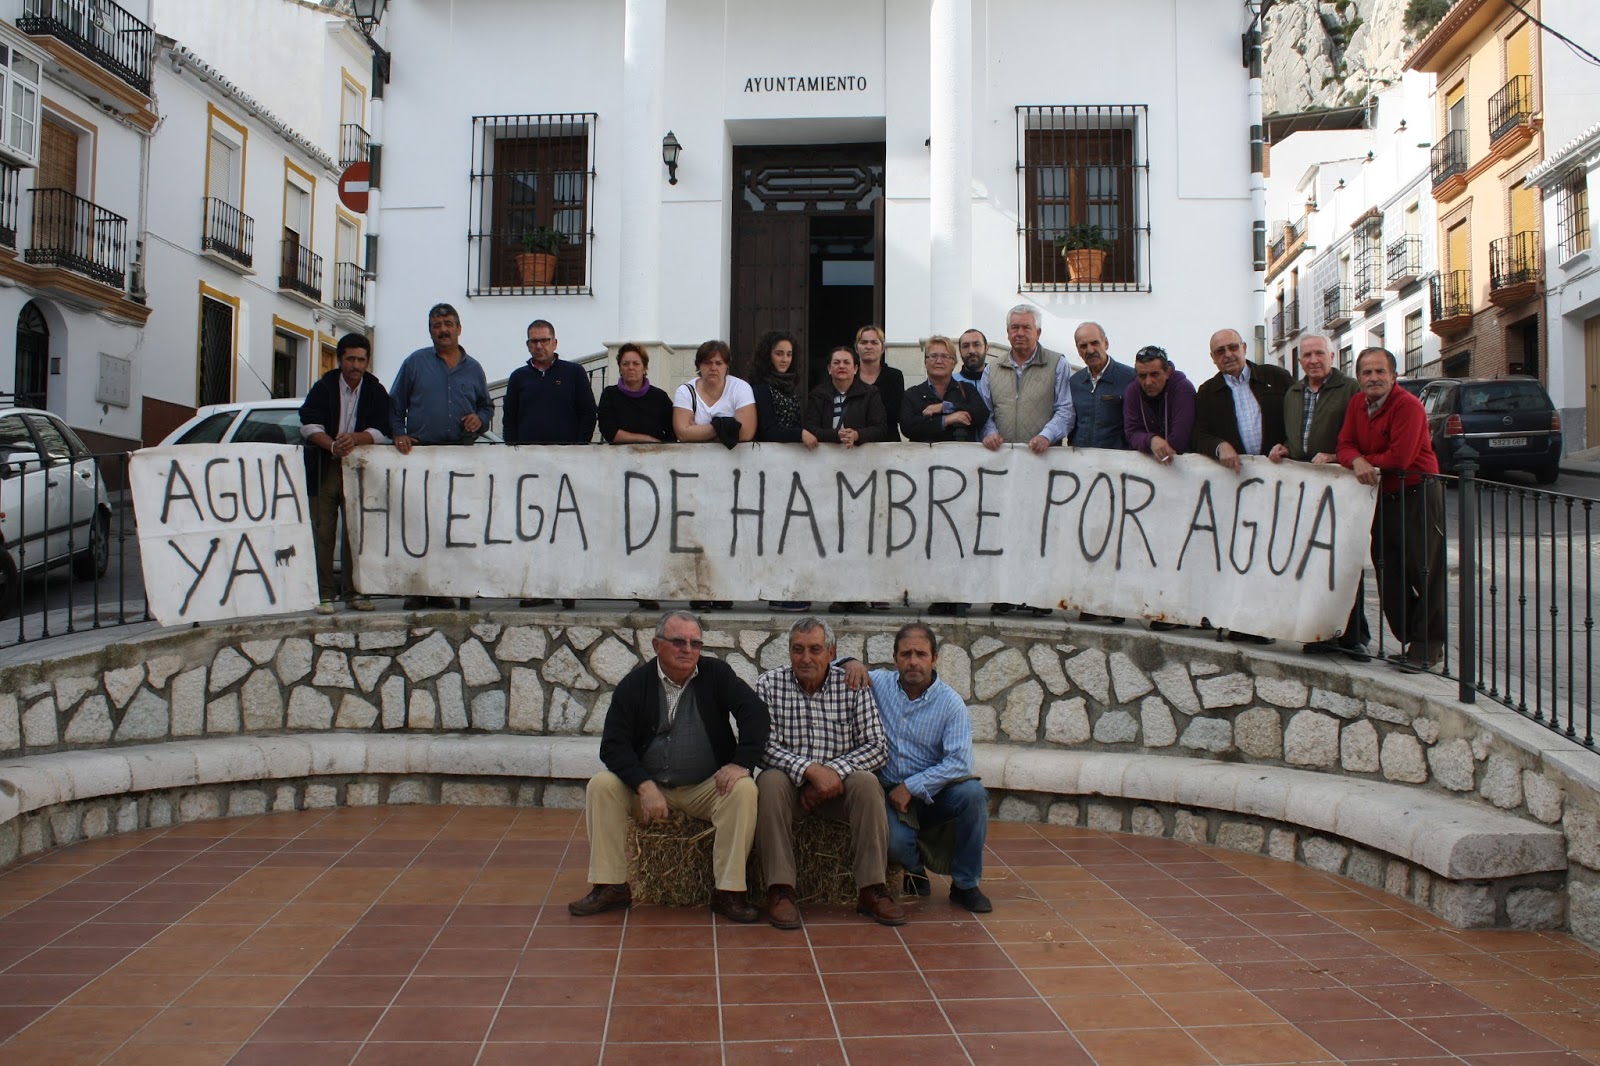 AYUNTAMIENTO
AGUA
YA
HUELGA DE HAMBRE POR AGUA